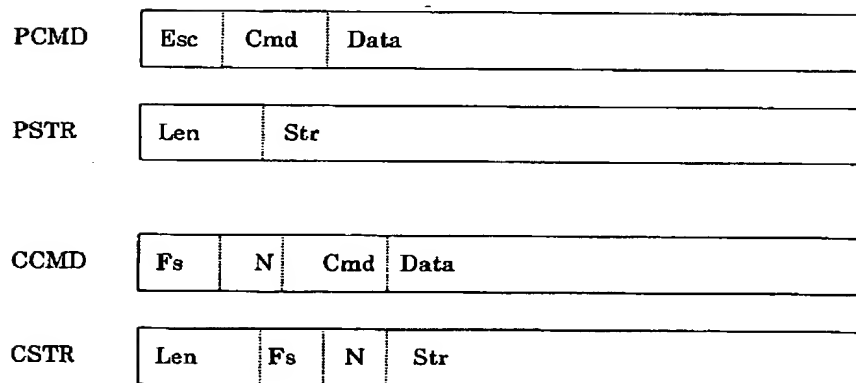 PCMD Esc Cmd Data
PSTR Len Str
CCMD Fs N Cmd Data
CSTR Len Fs N Str